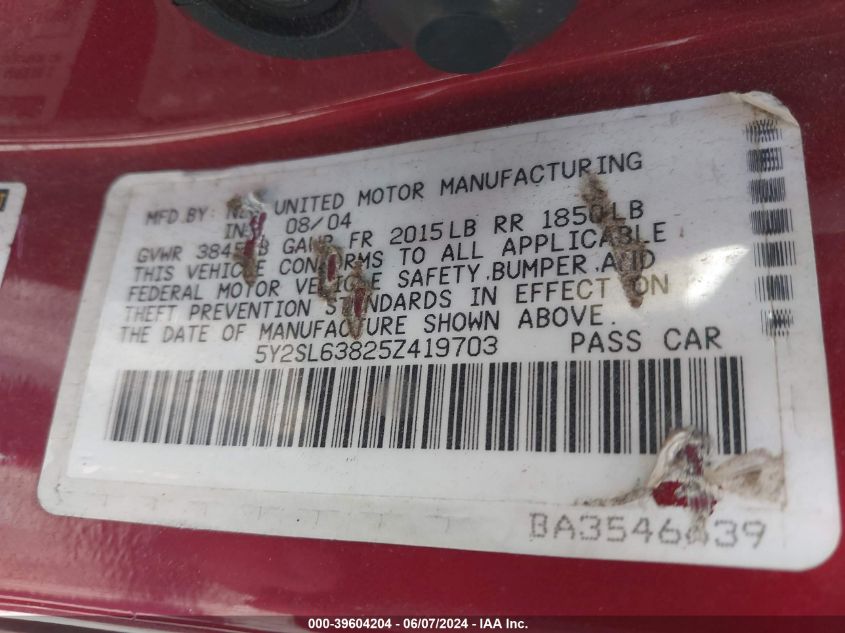 MFD.BY: UNITED MOTOR MANUFACTURING
08/04
GVWR GAWR FR 2015LB RR 1850LB
THIS VEHICLE CONFORMS TO ALL APPLICABLE
FEDERAL MOTOR VEHICLE SAFETY,BUMPER,AND
THEFT PREVENTION STANDARDS IN EFFECT ON
THE DATE OF MANUFACTURE SHOWN ABOVE.
5Y2SL63825Z419703 PASS CAR
000-39604204 - 06/07/2024 - IAA Inc.